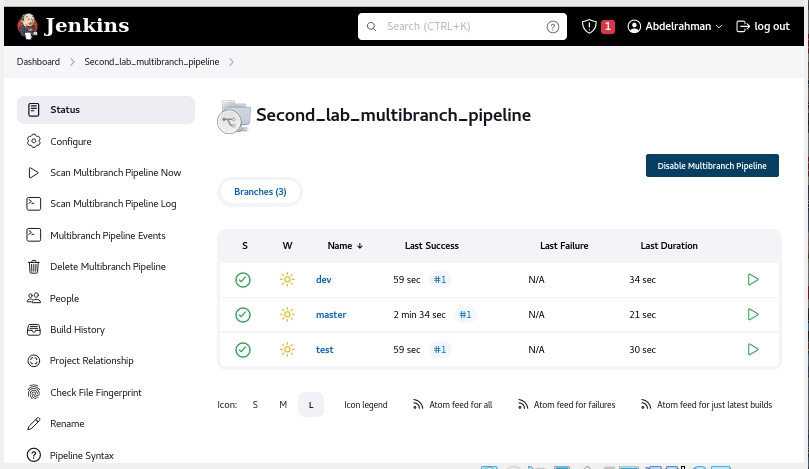 Jenkins
Search (CTRL+K)
1
Abdelrahman
log out
Dashboard
Second_lab_multibranch_pipeline
Status
Configure
Scan Multibranch Pipeline Now
Scan Multibranch Pipeline Log
Multibranch Pipeline Events
Delete Multibranch Pipeline
People
Build History
Project Relationship
Check File Fingerprint
Rename
Pipeline Syntax
Second_lab_multibranch_pipeline
Disable Multibranch Pipeline
Branches (3)
S W Name ↓ Last Success Last Failure Last Duration
dev 59 sec #1 N/A 34 sec
master 2 min 34 sec #1 N/A 21 sec
test 59 sec #1 N/A 30 sec
Icon: S M L Icon legend Atom feed for all Atom feed for failures Atom feed for just latest builds